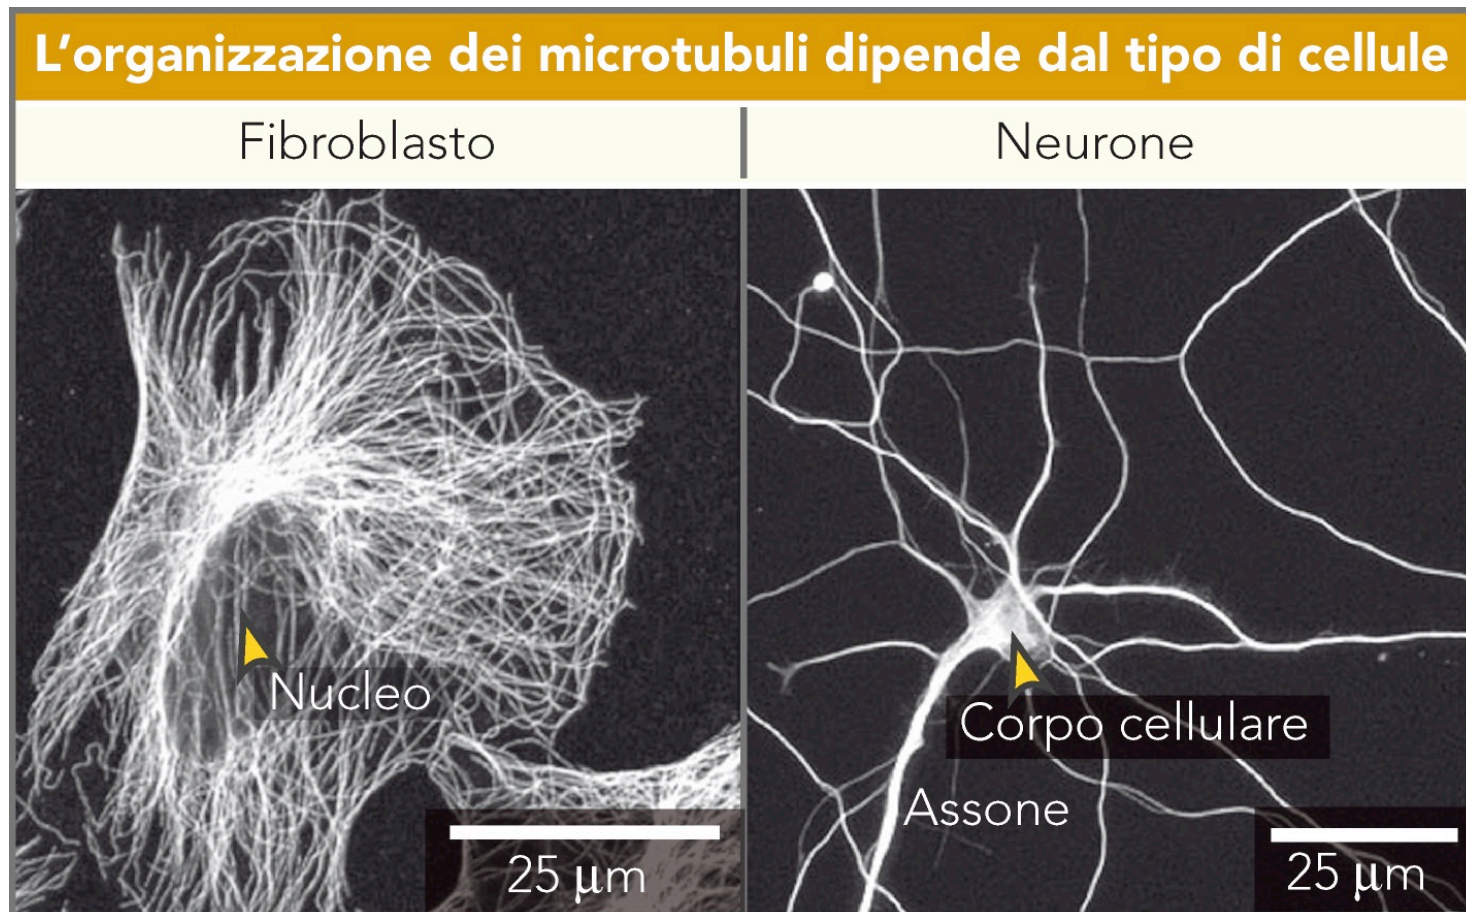 L’organizzazione dei microtubuli dipende dal tipo di cellule
Fibroblasto
Neurone
Nucleo
25 μm
Corpo cellulare
Assone
25 μm